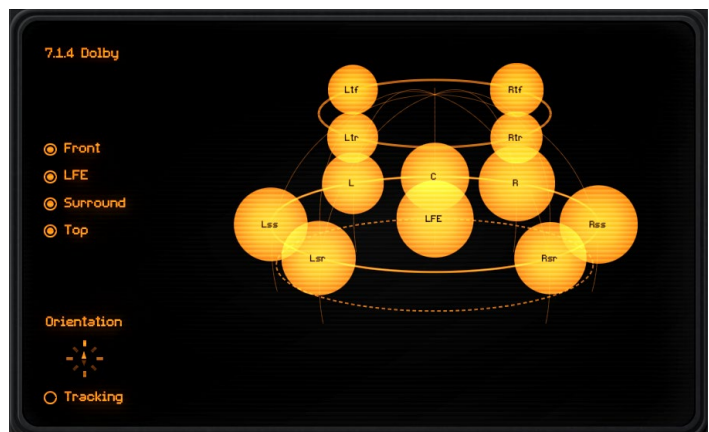 7.1.4 Dolby
Front
LFE
Surround
Top
Orientation
Tracking
Ltf
Rtf
Ltr
Rtr
L
C
R
Lss
LFE
Rss
Lsr
Rsr